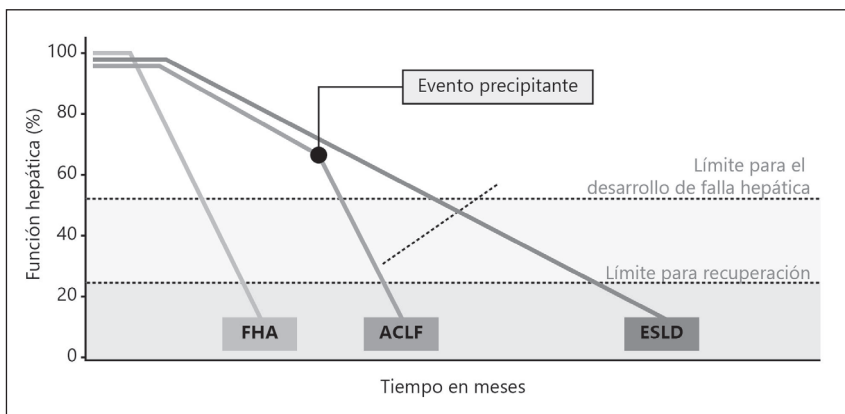 Función hepática (%)
100
80
60
40
20
0
Evento precipitante
Límite para el
desarrollo de falla hepática
Límite para recuperación
FHA
ACLF
ESLD
Tiempo en meses